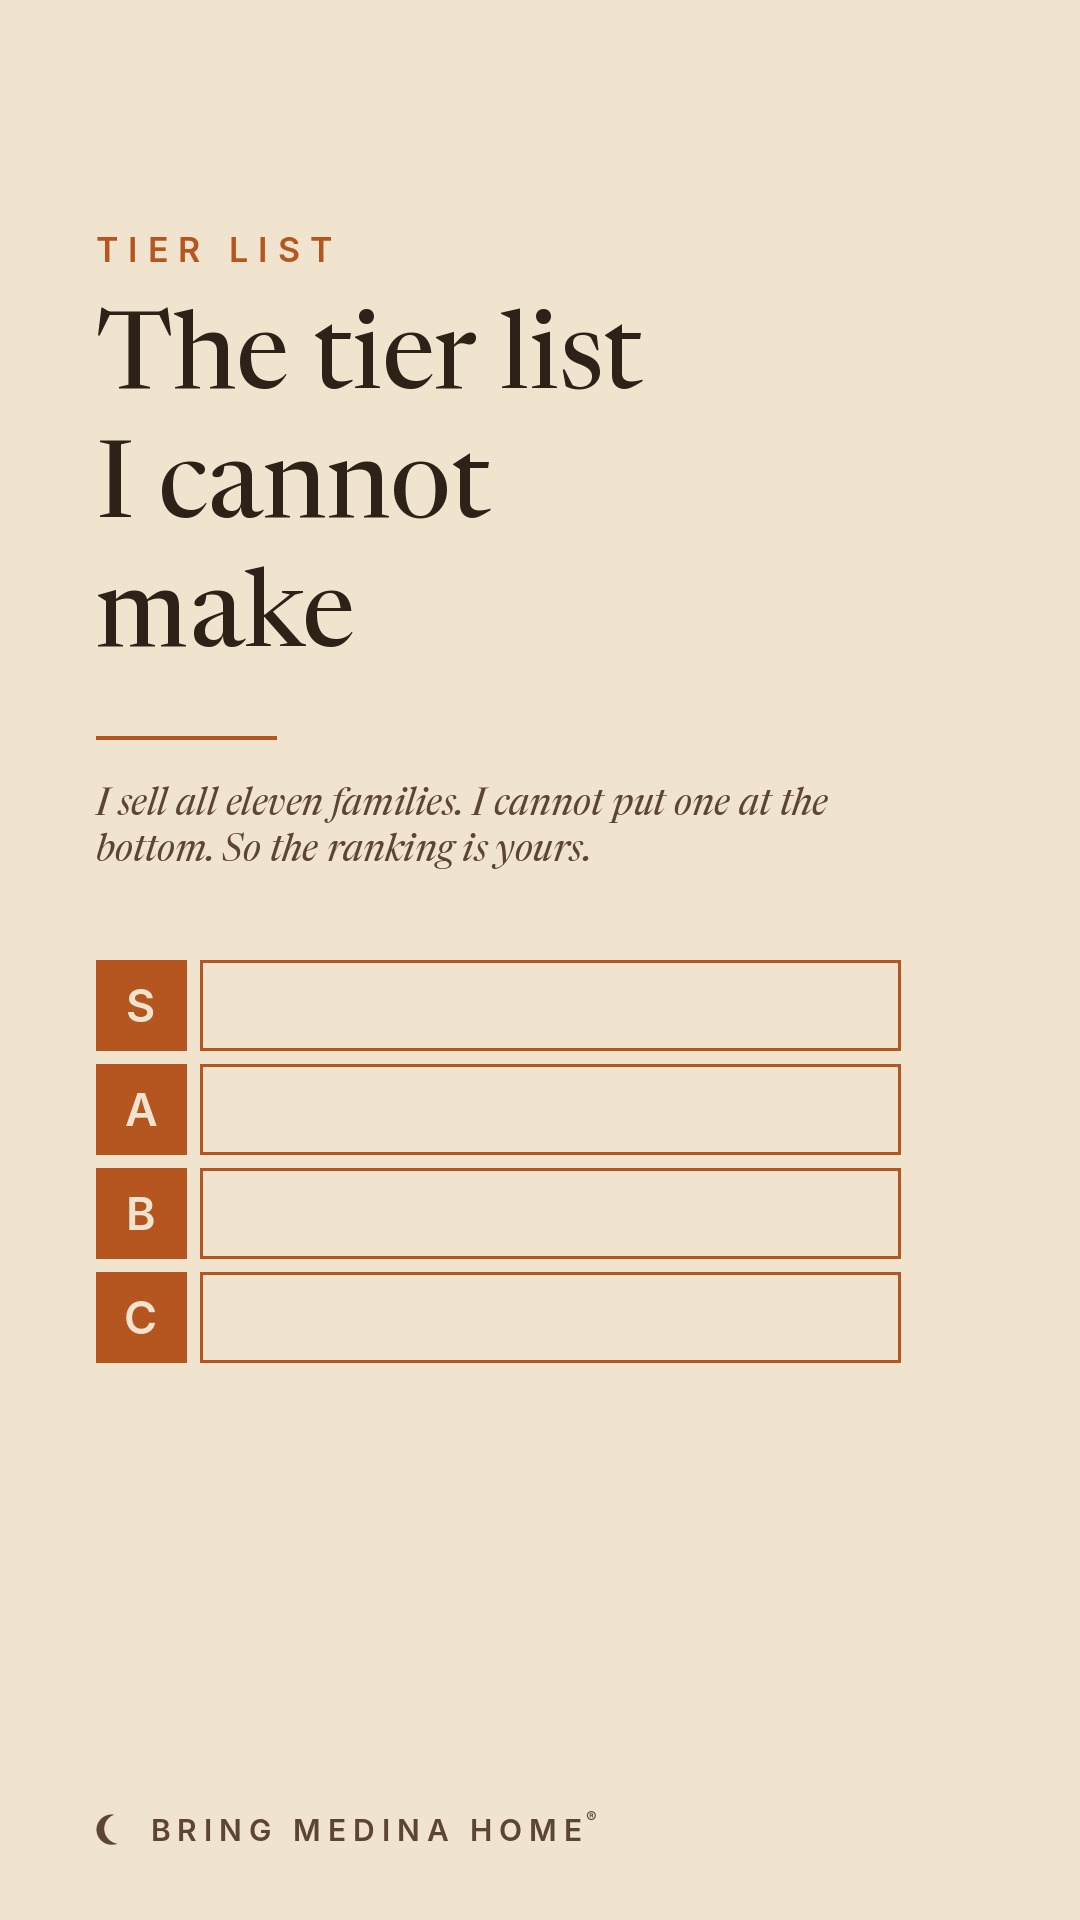 TIER LIST
The tier list
I cannot
make
I sell all eleven families. I cannot put one at the
bottom. So the ranking is yours.
S
A
B
C
BRING MEDINA HOME®